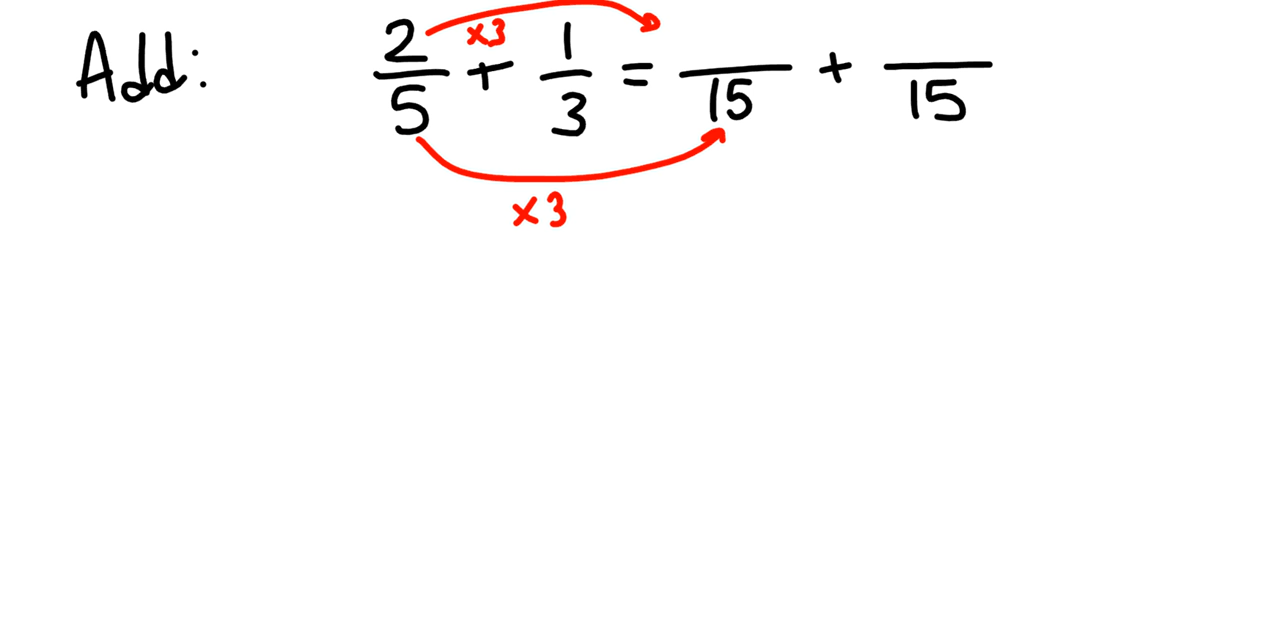 Add: 2/5 + 1/3 = /15 + /15
×3
×3